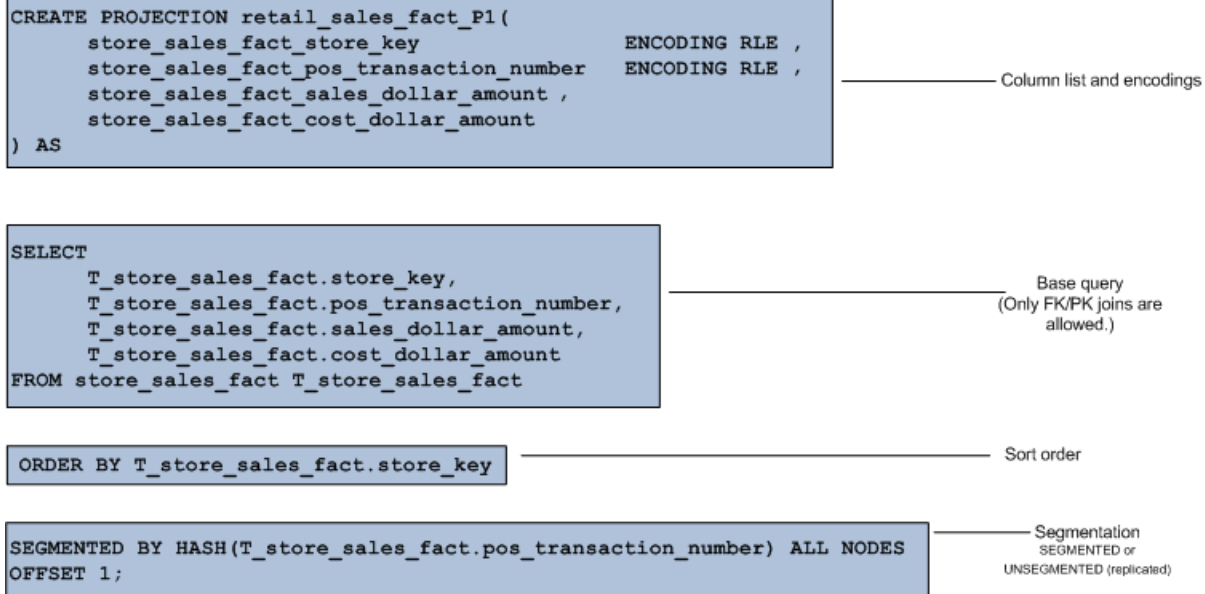 CREATE PROJECTION retail_sales_fact_P1(
store_sales_fact_store_key ENCODING RLE ,
store_sales_fact_pos_transaction_number ENCODING RLE ,
store_sales_fact_sales_dollar_amount ,
store_sales_fact_cost_dollar_amount
) AS
Column list and encodings
SELECT
T_store_sales_fact.store_key,
T_store_sales_fact.pos_transaction_number,
T_store_sales_fact.sales_dollar_amount,
T_store_sales_fact.cost_dollar_amount
FROM store_sales_fact T_store_sales_fact
Base query
(Only FK/PK joins are
allowed.)
ORDER BY T_store_sales_fact.store_key
Sort order
SEGMENTED BY HASH(T_store_sales_fact.pos_transaction_number) ALL NODES
OFFSET 1;
Segmentation
SEGMENTED or
UNSEGMENTED (replicated)